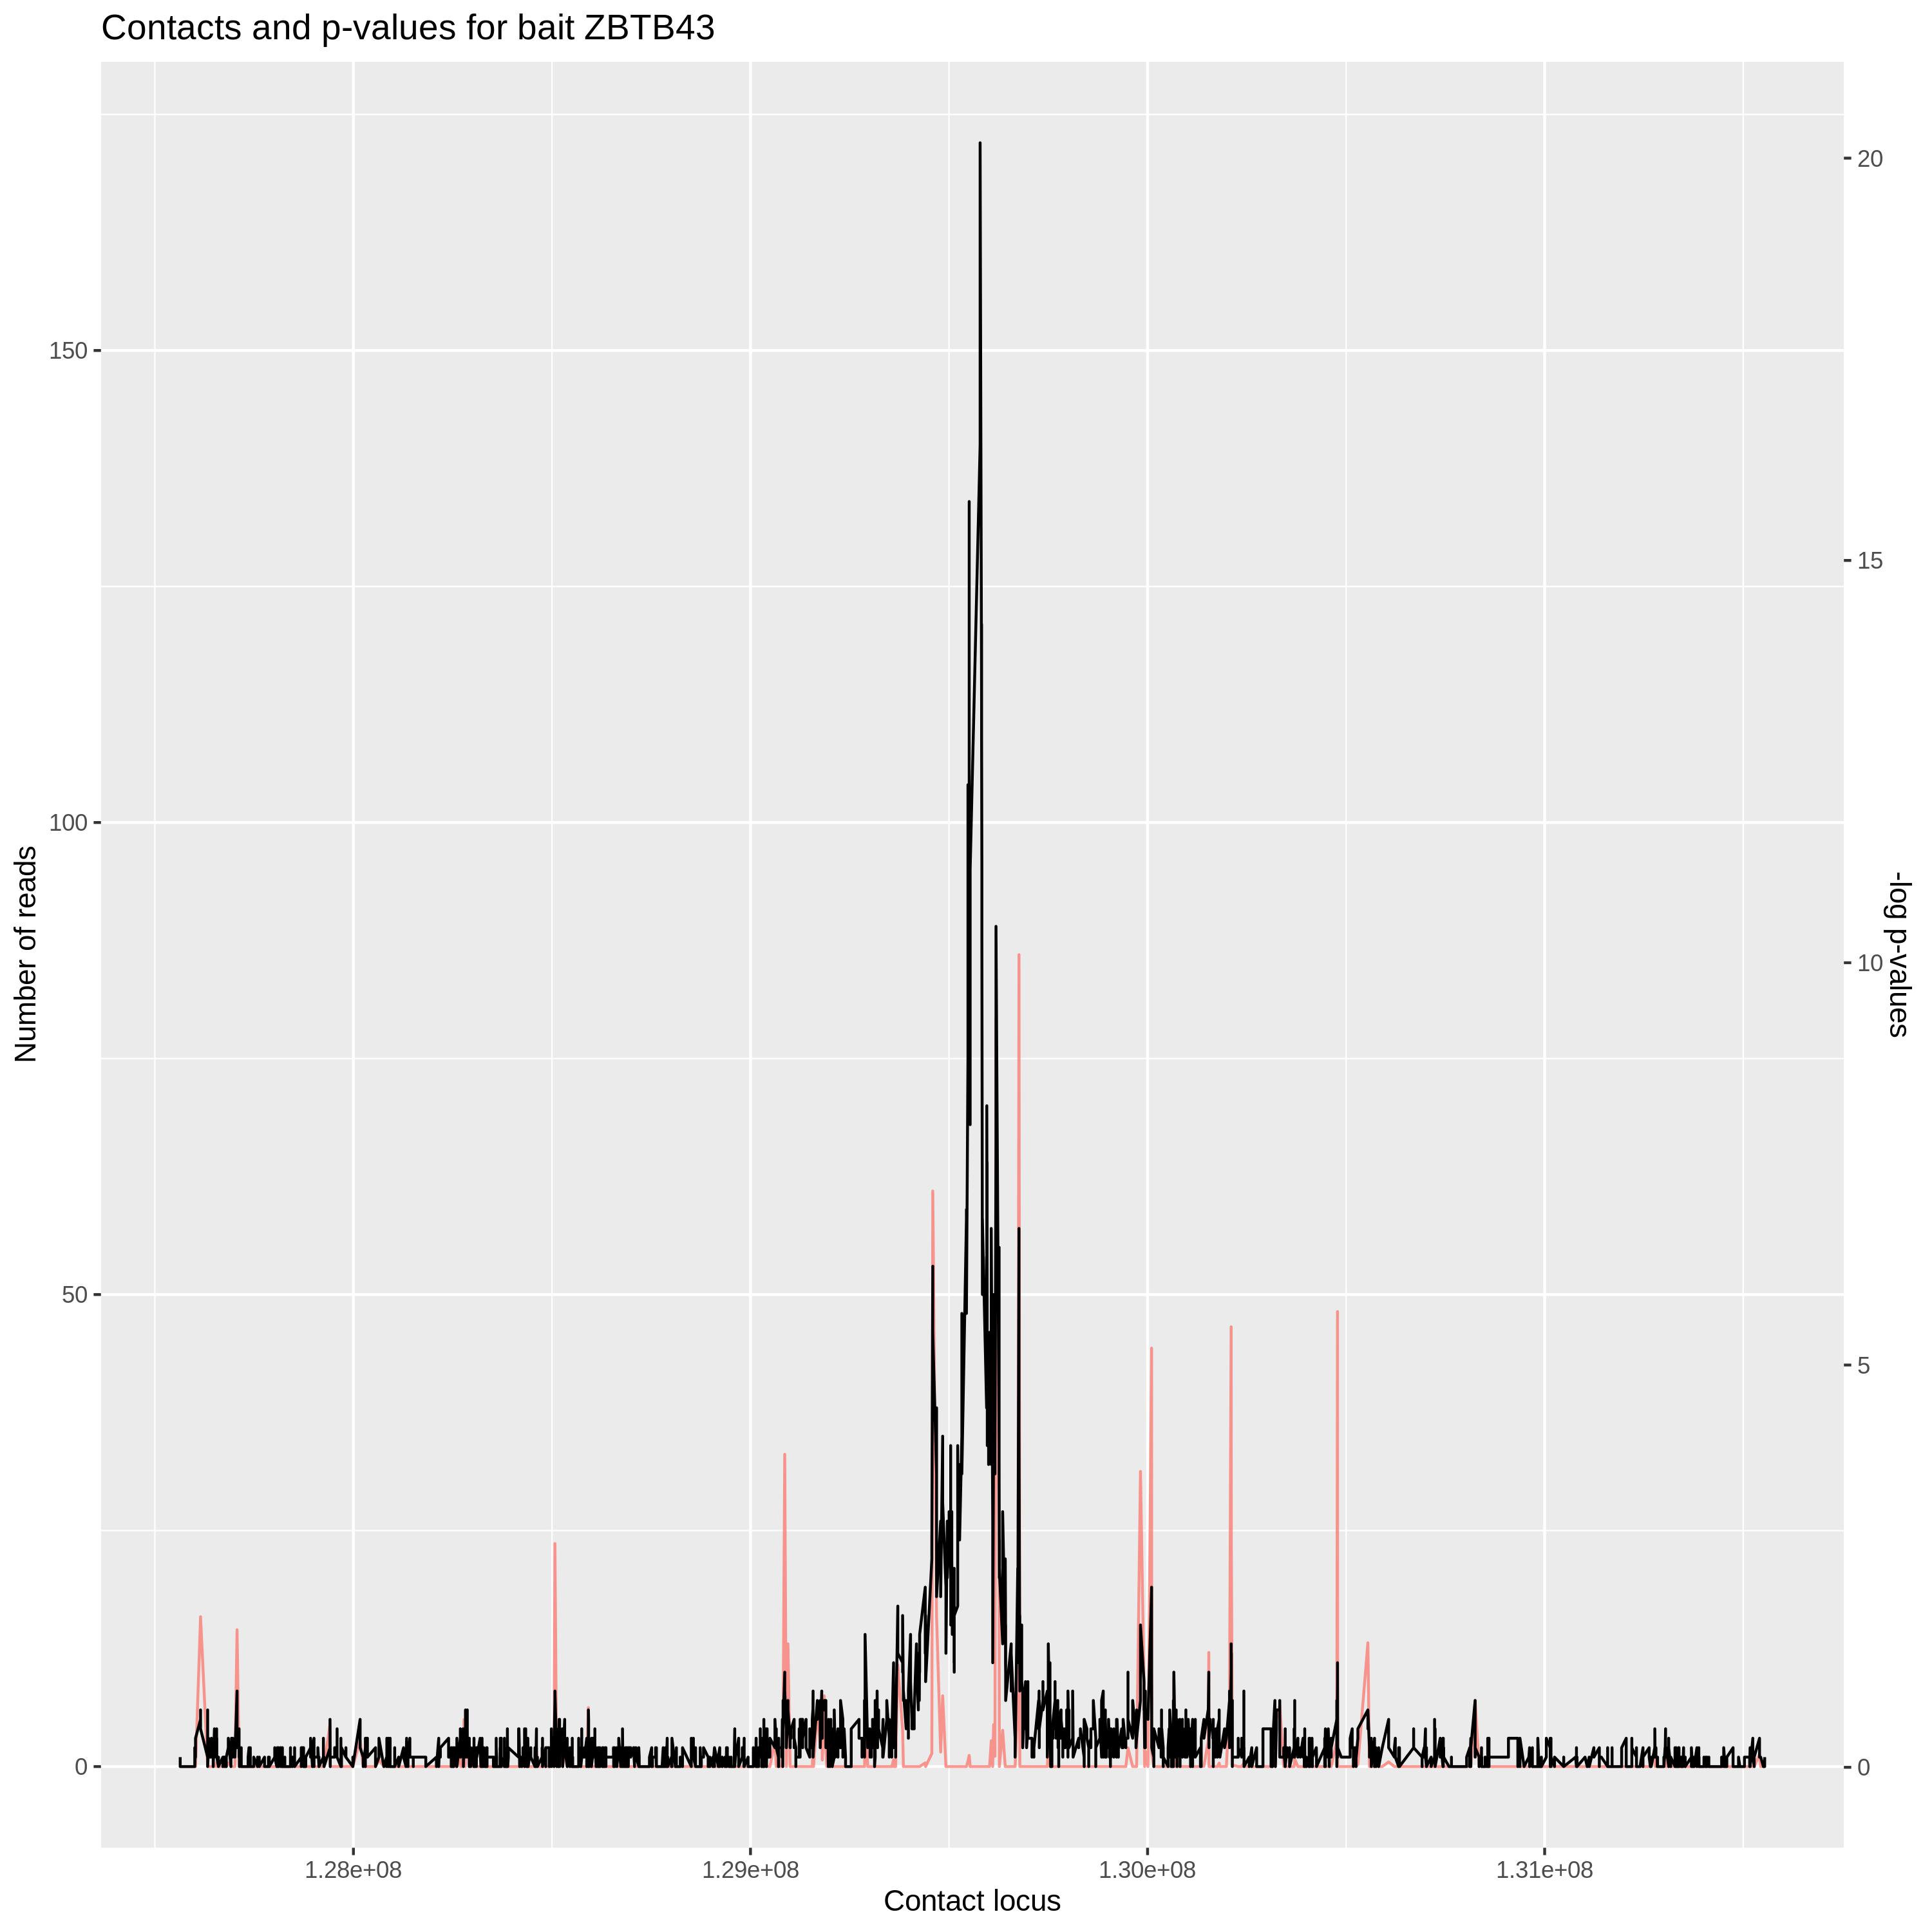 Contacts and p-values for bait ZBTB43
150
100
50
0
20
15
10
5
0
Number of reads
-log p-values
1.28e+08
1.29e+08
1.30e+08
1.31e+08
Contact locus